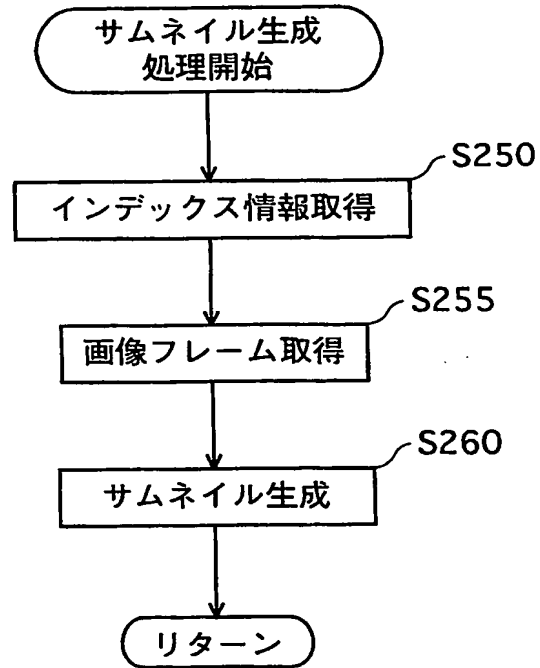 サムネイル生成
処理開始
S250
インデックス情報取得
S255
画像フレーム取得
S260
サムネイル生成
リターン